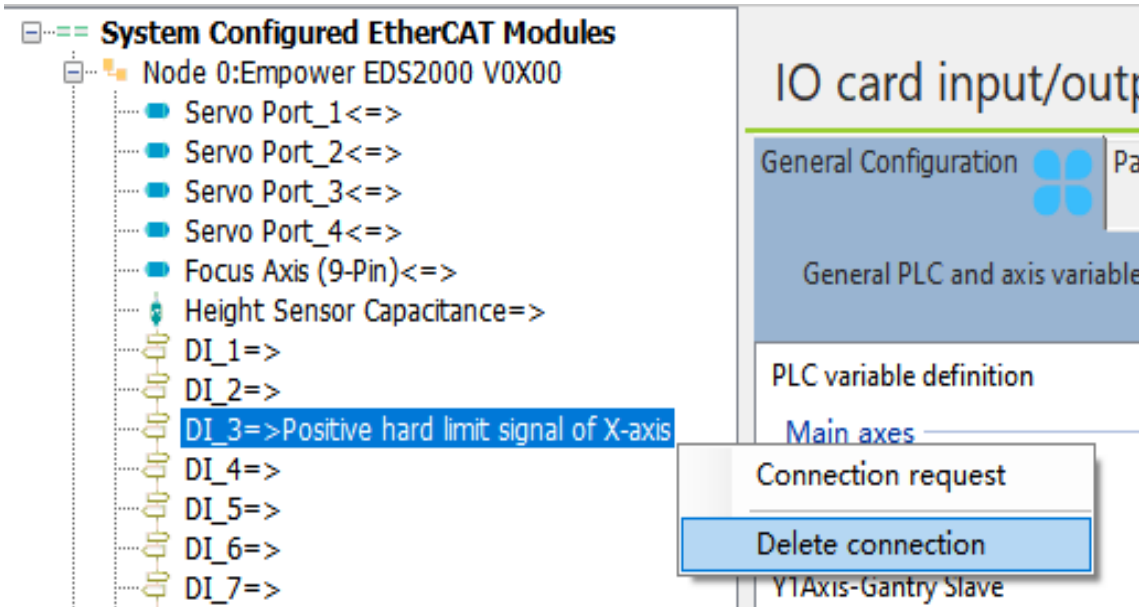 System Configured EtherCAT Modules
Node 0:Empower EDS2000 V0X00
Servo Port_1<=>
Servo Port_2<=>
Servo Port_3<=>
Servo Port_4<=>
Focus Axis (9-Pin)<=>
Height Sensor Capacitance=>
DI_1=>
DI_2=>
DI_3=>Positive hard limit signal of X-axis
DI_4=>
DI_5=>
DI_6=>
DI_7=>
IO card input/outp
General Configuration
Pa
General PLC and axis variable
PLC variable definition
Main axes
Connection request
Delete connection
Y1Axis-Gantry Slave